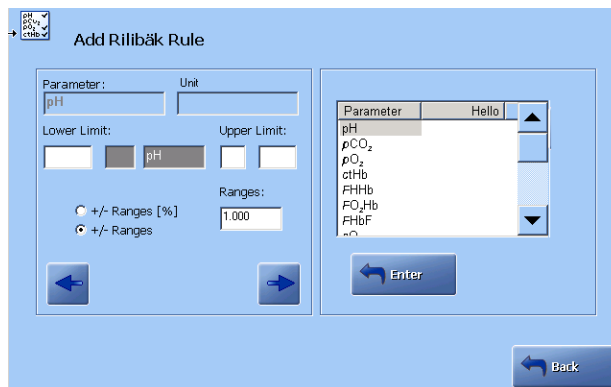 pH
pCO₂
pO₂
ctHb
Add Rilibäk Rule
Parameter:
Unit
pH
Lower Limit:
Upper Limit:
pH
Ranges:
+/- Ranges [%]
1.000
+/- Ranges
Parameter Hello
pH
pCO₂
pO₂
ctHb
FHHb
FO₂Hb
FHbF
Enter
Back